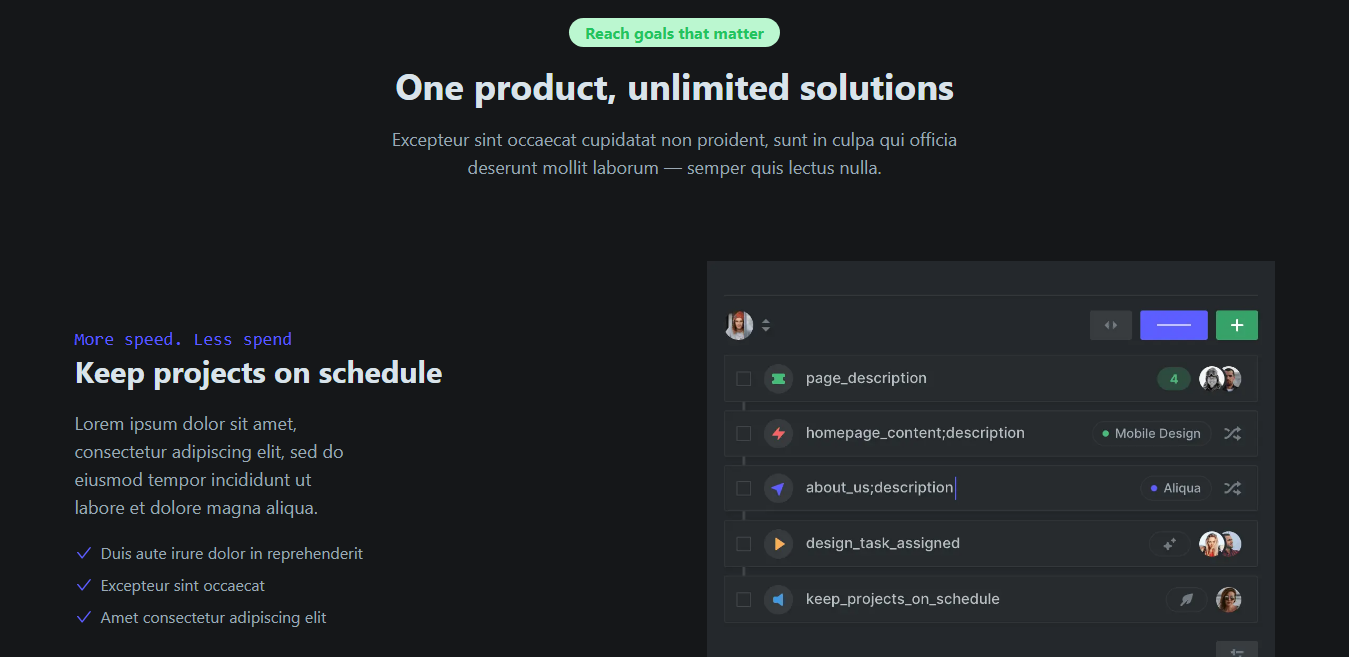 Reach goals that matter
One product, unlimited solutions
Excepteur sint occaecat cupidatat non proident, sunt in culpa qui officia
deserunt mollit laborum — semper quis lectus nulla.
More speed. Less spend
Keep projects on schedule
Lorem ipsum dolor sit amet,
consectetur adipiscing elit, sed do
eiusmod tempor incididunt ut
labore et dolore magna aliqua.
Duis aute irure dolor in reprehenderit
Excepteur sint occaecat
Amet consectetur adipiscing elit
page_description 4
homepage_content;description Mobile Design
about_us;description Aliqua
design_task_assigned
keep_projects_on_schedule